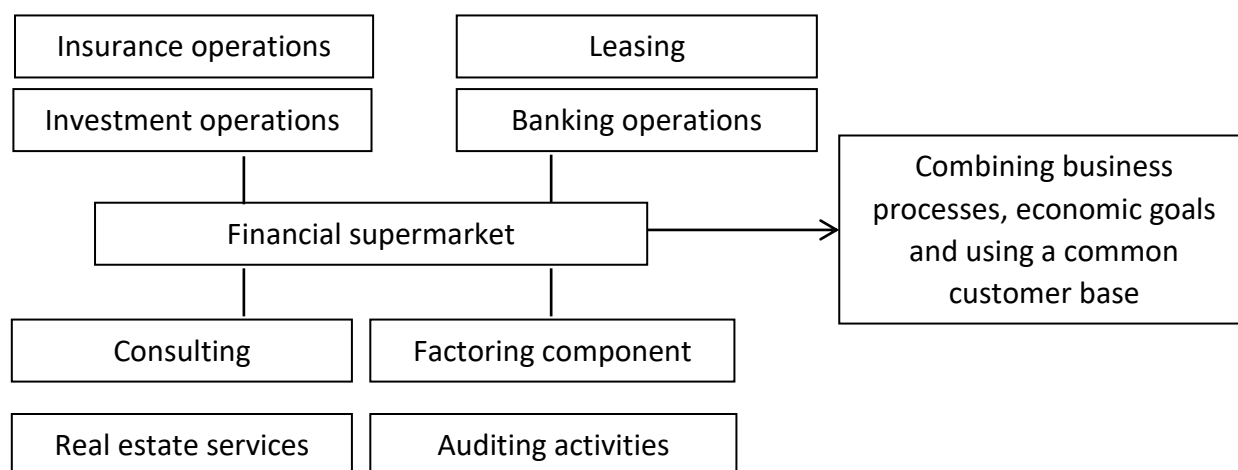 Insurance operations
Leasing
Investment operations
Banking operations
Financial supermarket
Combining business
processes, economic goals
and using a common
customer base
Consulting
Factoring component
Real estate services
Auditing activities